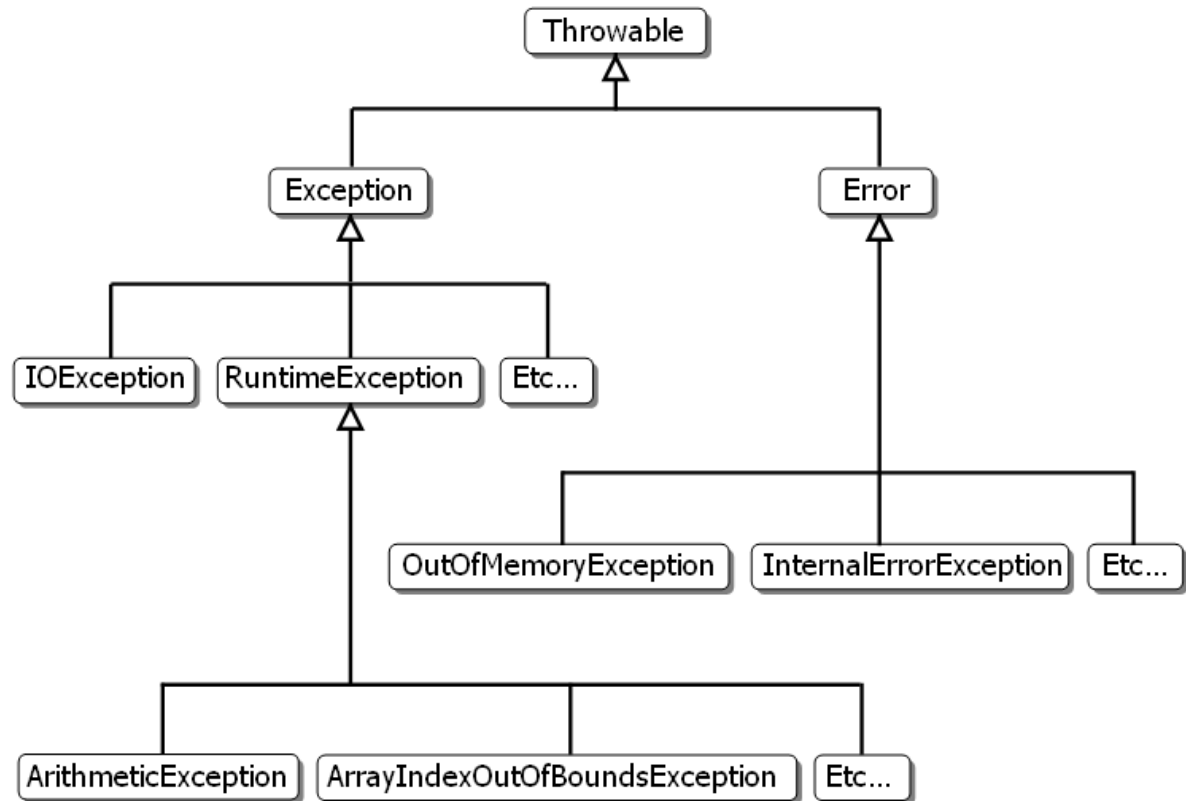 Throwable
Exception
Error
IOException
RuntimeException
Etc...
OutOfMemoryException
InternalErrorException
Etc...
ArithmeticException
ArrayIndexOutOfBoundsException
Etc...